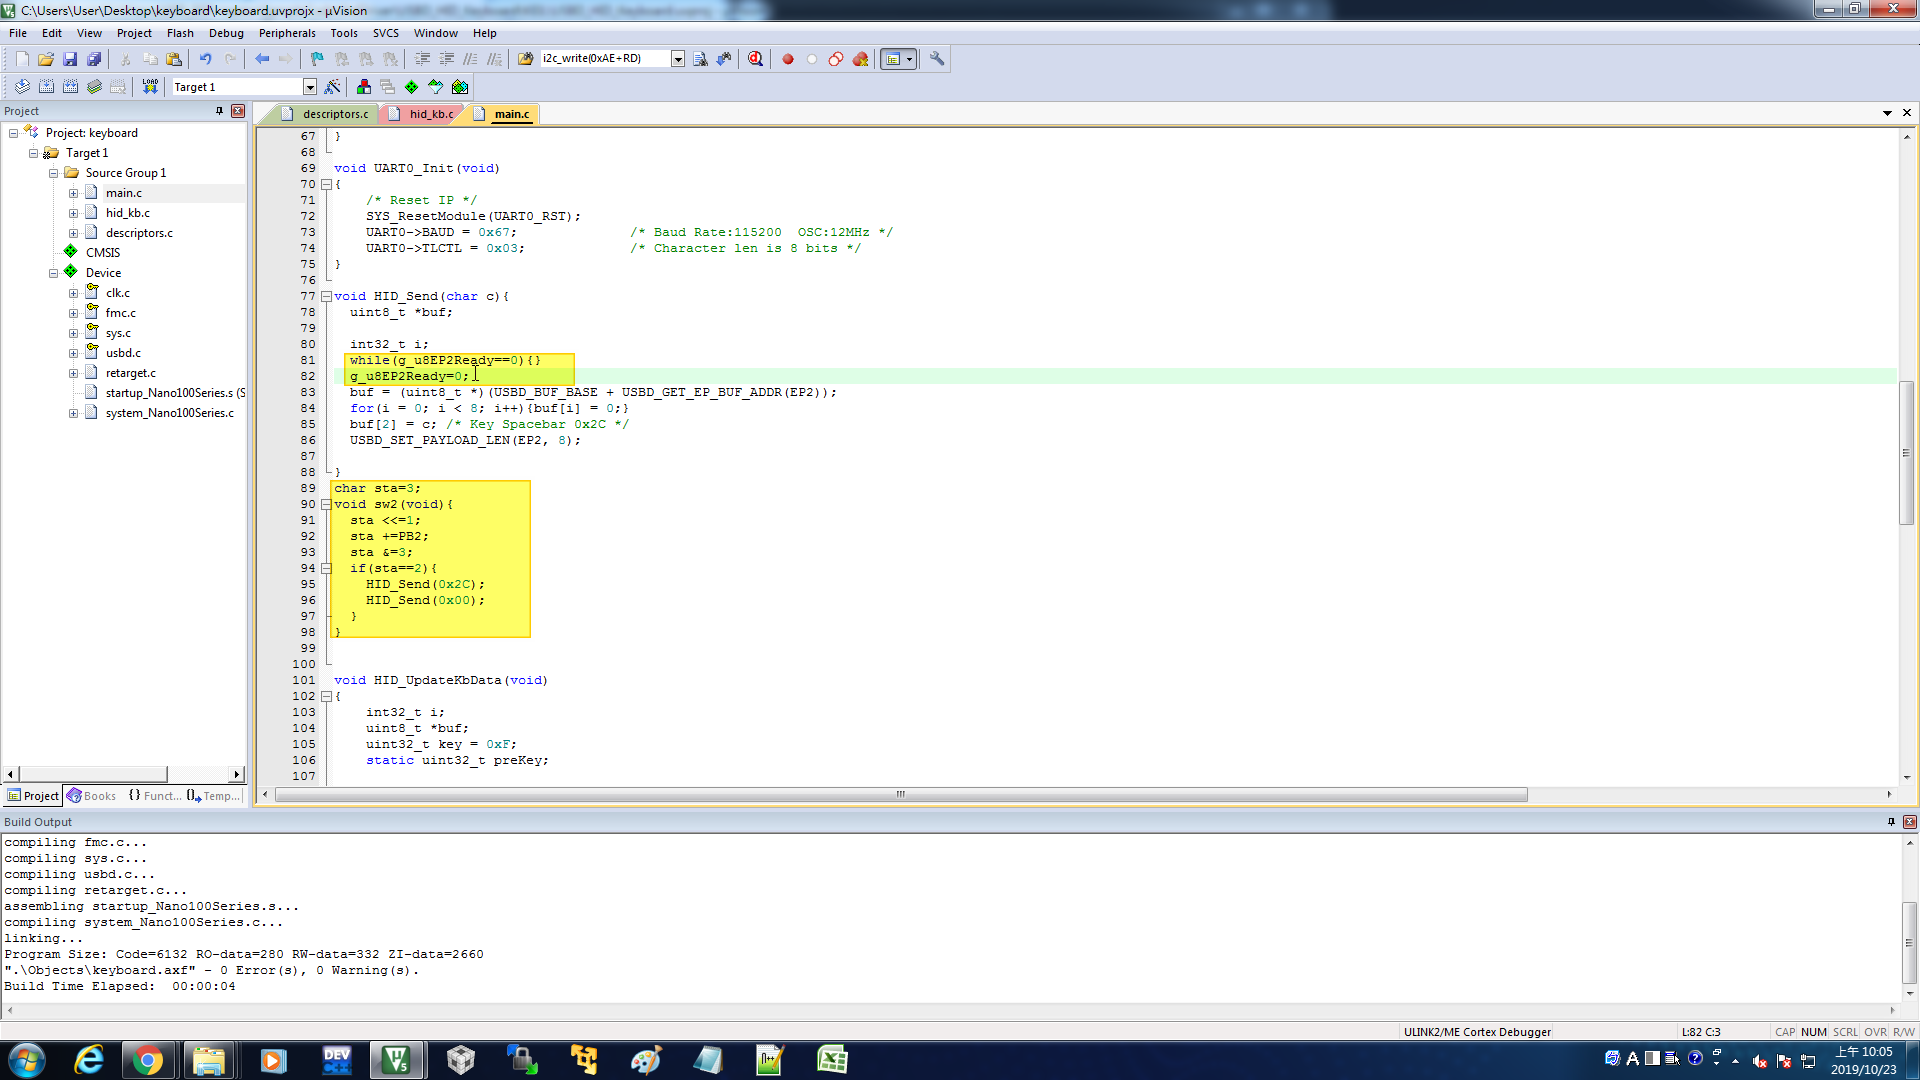 C:\Users\User\Desktop\keyboard\keyboard.uvprojx - µVision
File Edit View Project Flash Debug Peripherals Tools SVCS Window Help
i2c_write(0xAE+RD)
LOAD Target 1
Project
descriptors.c hid_kb.c main.c
Project: keyboard
Target 1
Source Group 1
main.c
hid_kb.c
descriptors.c
CMSIS
Device
clk.c
fmc.c
sys.c
usbd.c
retarget.c
startup_Nano100Series.s (S
system_Nano100Series.c
Project Books {} Funct... Temp...
67 }
68
69 void UART0_Init(void)
70 {
71 /* Reset IP */
72 SYS_ResetModule(UART0_RST);
73 UART0->BAUD = 0x67; /* Baud Rate:115200  OSC:12MHz */
74 UART0->TLCTL = 0x03; /* Character len is 8 bits */
75 }
76
77 void HID_Send(char c){
78 uint8_t *buf;
79
80 int32_t i;
81 while(g_u8EP2Ready==0){}
82 g_u8EP2Ready=0;
83 buf = (uint8_t *)(USBD_BUF_BASE + USBD_GET_EP_BUF_ADDR(EP2));
84 for(i = 0; i < 8; i++){buf[i] = 0;}
85 buf[2] = c; /* Key Spacebar 0x2C */
86 USBD_SET_PAYLOAD_LEN(EP2, 8);
87
88 }
89 char sta=3;
90 void sw2(void){
91 sta <<=1;
92 sta +=PB2;
93 sta &=3;
94 if(sta==2){
95 HID_Send(0x2C);
96 HID_Send(0x00);
97 }
98 }
99
100
101 void HID_UpdateKbData(void)
102 {
103 int32_t i;
104 uint8_t *buf;
105 uint32_t key = 0xF;
106 static uint32_t preKey;
107
Build Output
compiling fmc.c...
compiling sys.c...
compiling usbd.c...
compiling retarget.c...
assembling startup_Nano100Series.s...
compiling system_Nano100Series.c...
linking...
Program Size: Code=6132 RO-data=280 RW-data=332 ZI-data=2660
".\Objects\keyboard.axf" - 0 Error(s), 0 Warning(s).
Build Time Elapsed:  00:00:04
ULINK2/ME Cortex Debugger L:82 C:3 CAP NUM SCRL OVR R/W
DEV C++
A
上午 10:05
2019/10/23